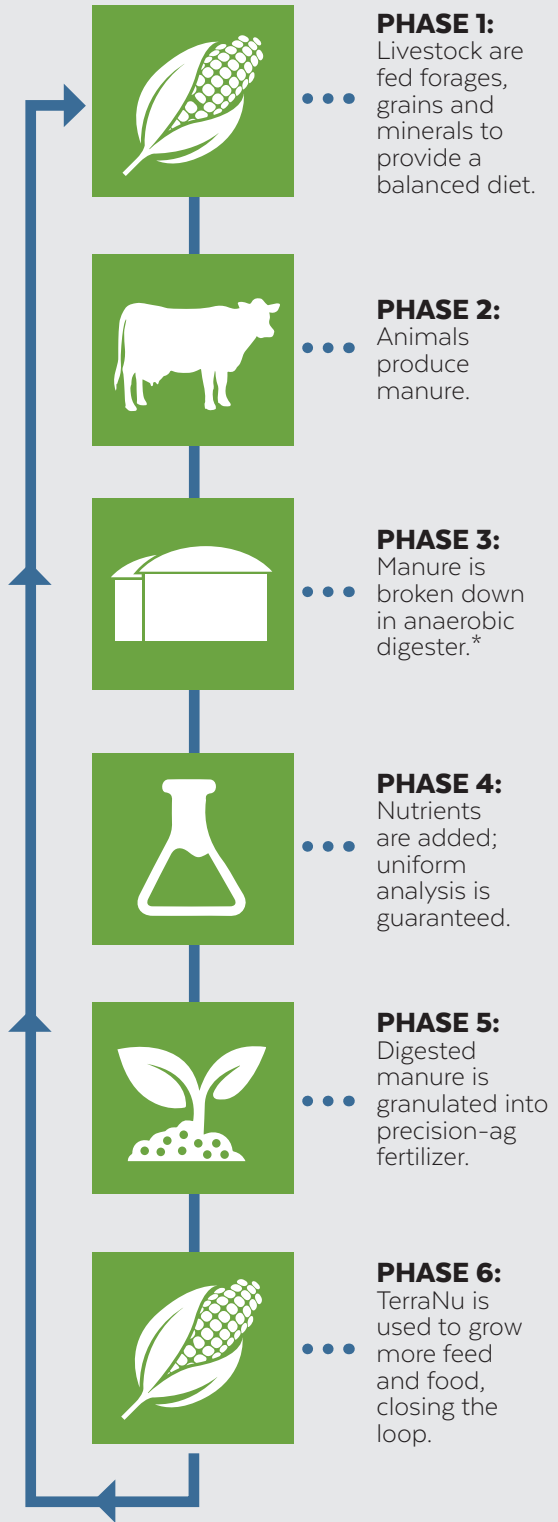 PHASE 1:
Livestock are
fed forages,
grains and
minerals to
provide a
balanced diet.
PHASE 2:
Animals
produce
manure.
PHASE 3:
Manure is
broken down
in anaerobic
digester.*
PHASE 4:
Nutrients
are added;
uniform
analysis is
guaranteed.
PHASE 5:
Digested
manure is
granulated into
precision-ag
fertilizer.
PHASE 6:
TerraNu is
used to grow
more feed
and food,
closing the
loop.